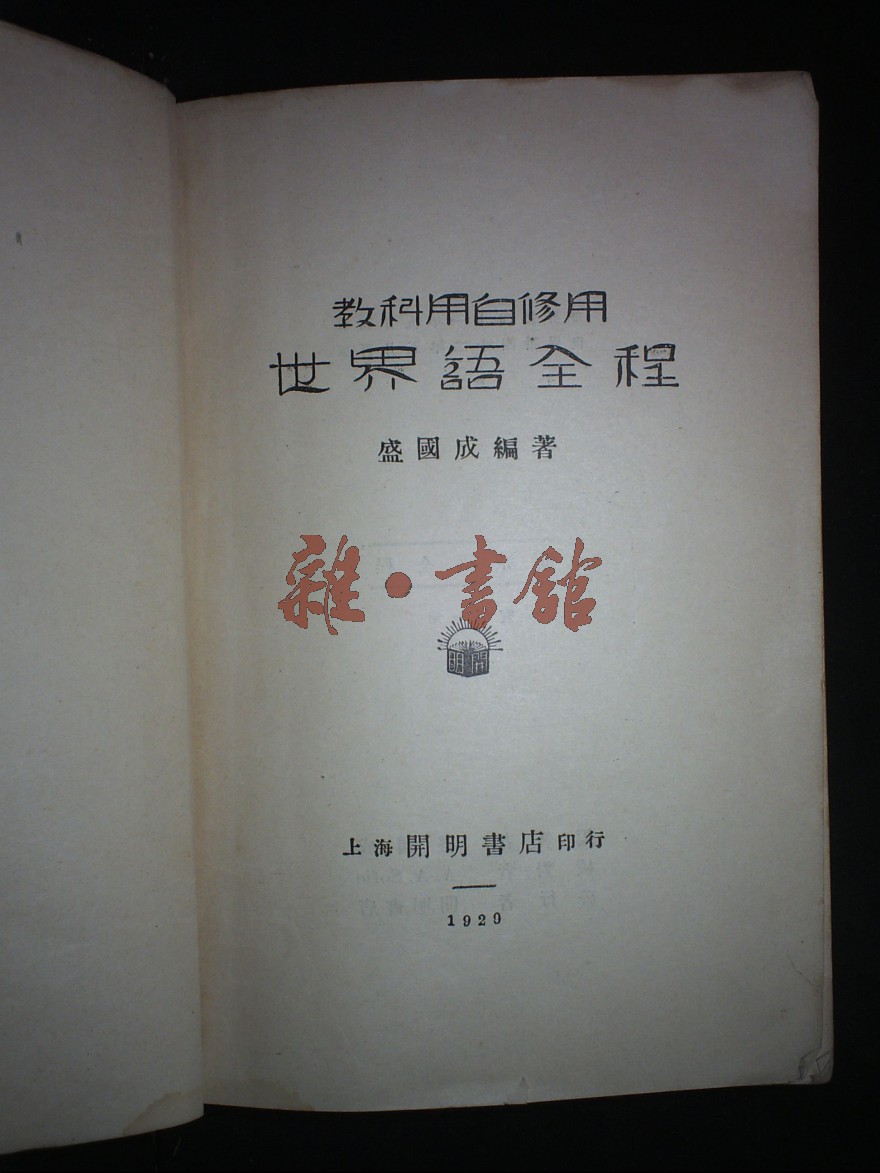 教科用自修用
世界語全程
盛國成編著
雜·書館
開明
上海開明書店印行
1929